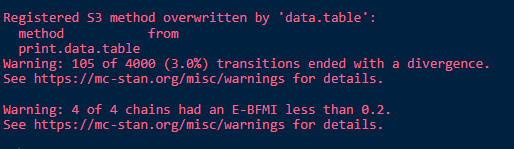 Registered S3 method overwritten by 'data.table':
  method           from
  print.data.table
Warning: 105 of 4000 (3.0%) transitions ended with a divergence.
See https://mc-stan.org/misc/warnings for details.

Warning: 4 of 4 chains had an E-BFMI less than 0.2.
See https://mc-stan.org/misc/warnings for details.